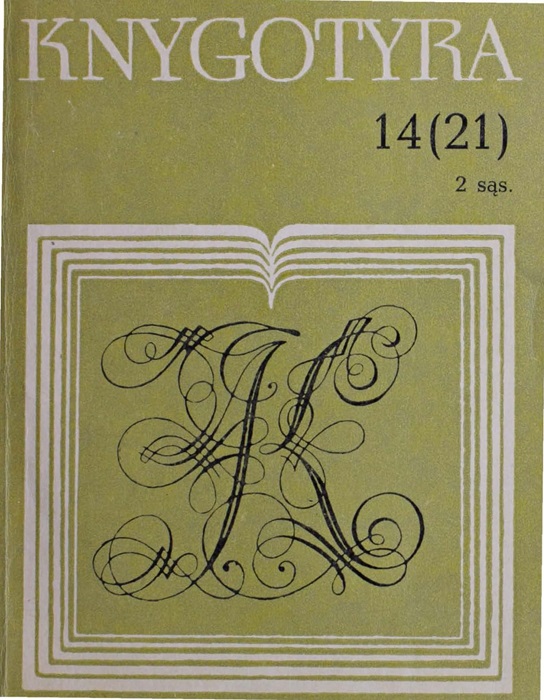 KNYGOTYRA
14(21)
2 sąs.
K